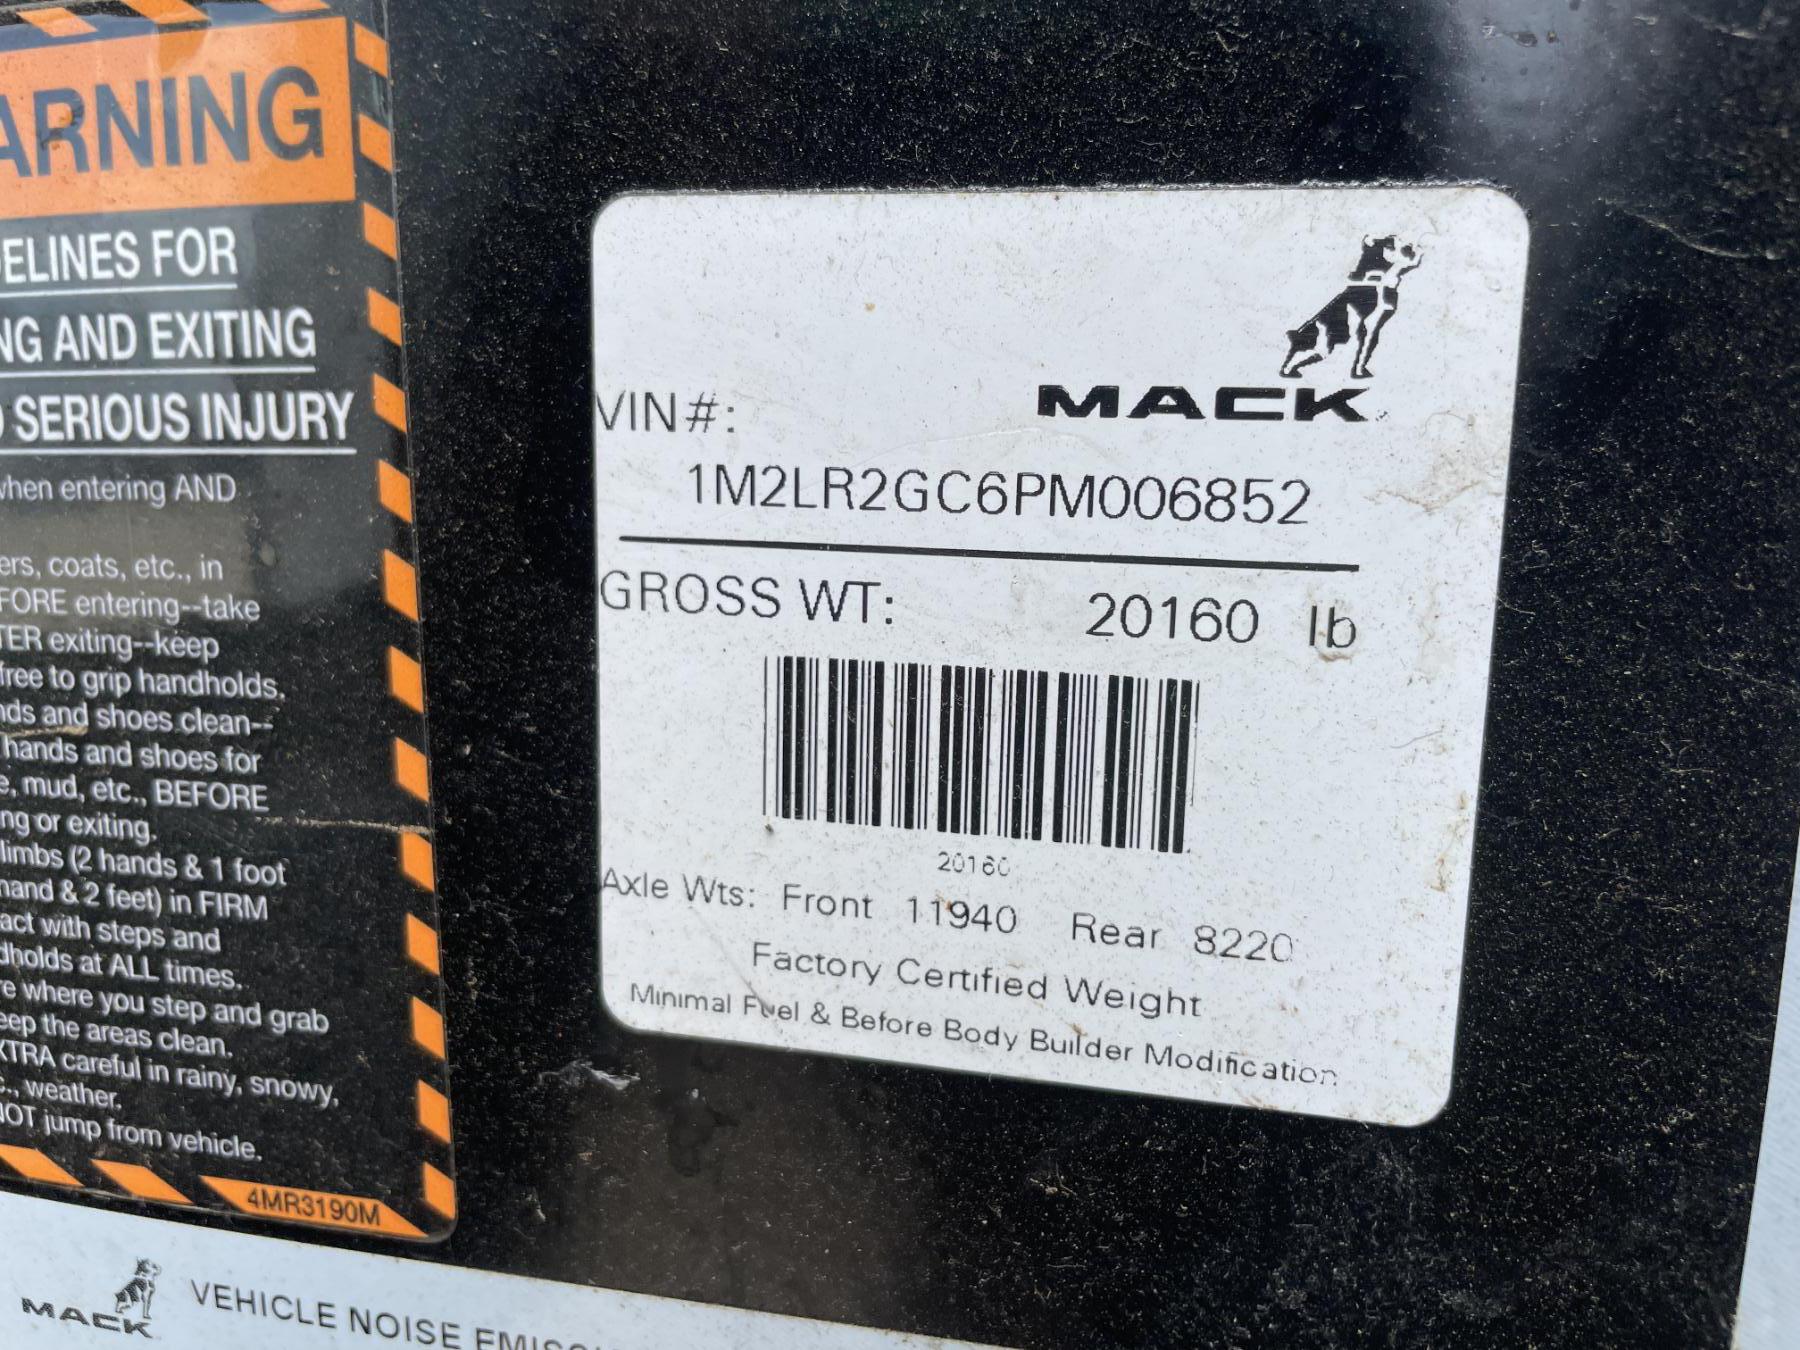 ARNING
ELINES FOR
NG AND EXITING
SERIOUS INJURY
when entering AND
ers, coats, etc., in
FORE entering--take
TER exiting--keep
free to grip handholds.
nds and shoes clean--
hands and shoes for
e, mud, etc., BEFORE
ng or exiting.
limbs (2 hands & 1 foot
hand & 2 feet) in FIRM
act with steps and
dholds at ALL times.
re where you step and grab
eep the areas clean.
XTRA careful in rainy, snowy,
c., weather.
NOT jump from vehicle.
4MR3190M
MACK
VIN#:
1M2LR2GC6PM006852
GROSS WT: 20160 lb
20160
Axle Wts: Front 11940 Rear 8220
Factory Certified Weight
Minimal Fuel & Before Body Builder Modification
MACK
VEHICLE NOISE EMISS